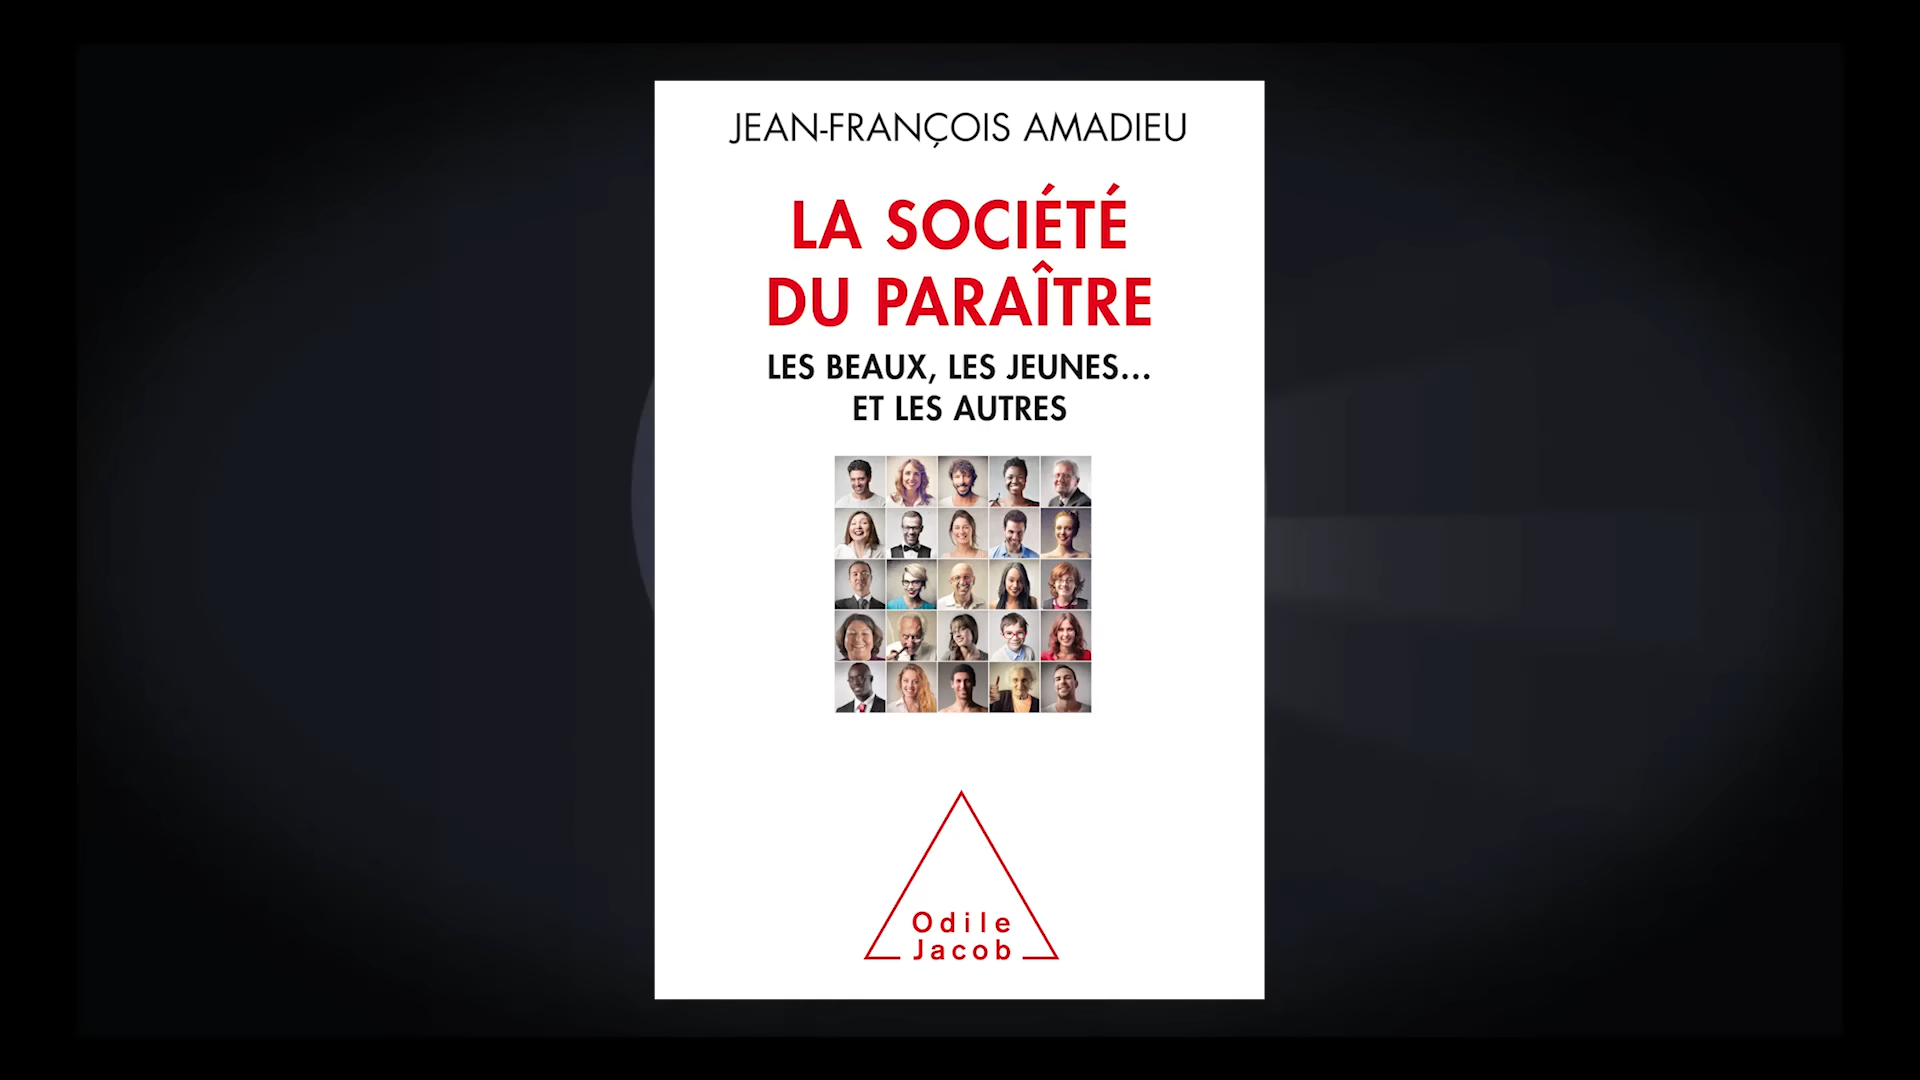 JEAN-FRANÇOIS AMADIEU
LA SOCIÉTÉ
DU PARAÎTRE
LES BEAUX, LES JEUNES...
ET LES AUTRES
Odile
Jacob